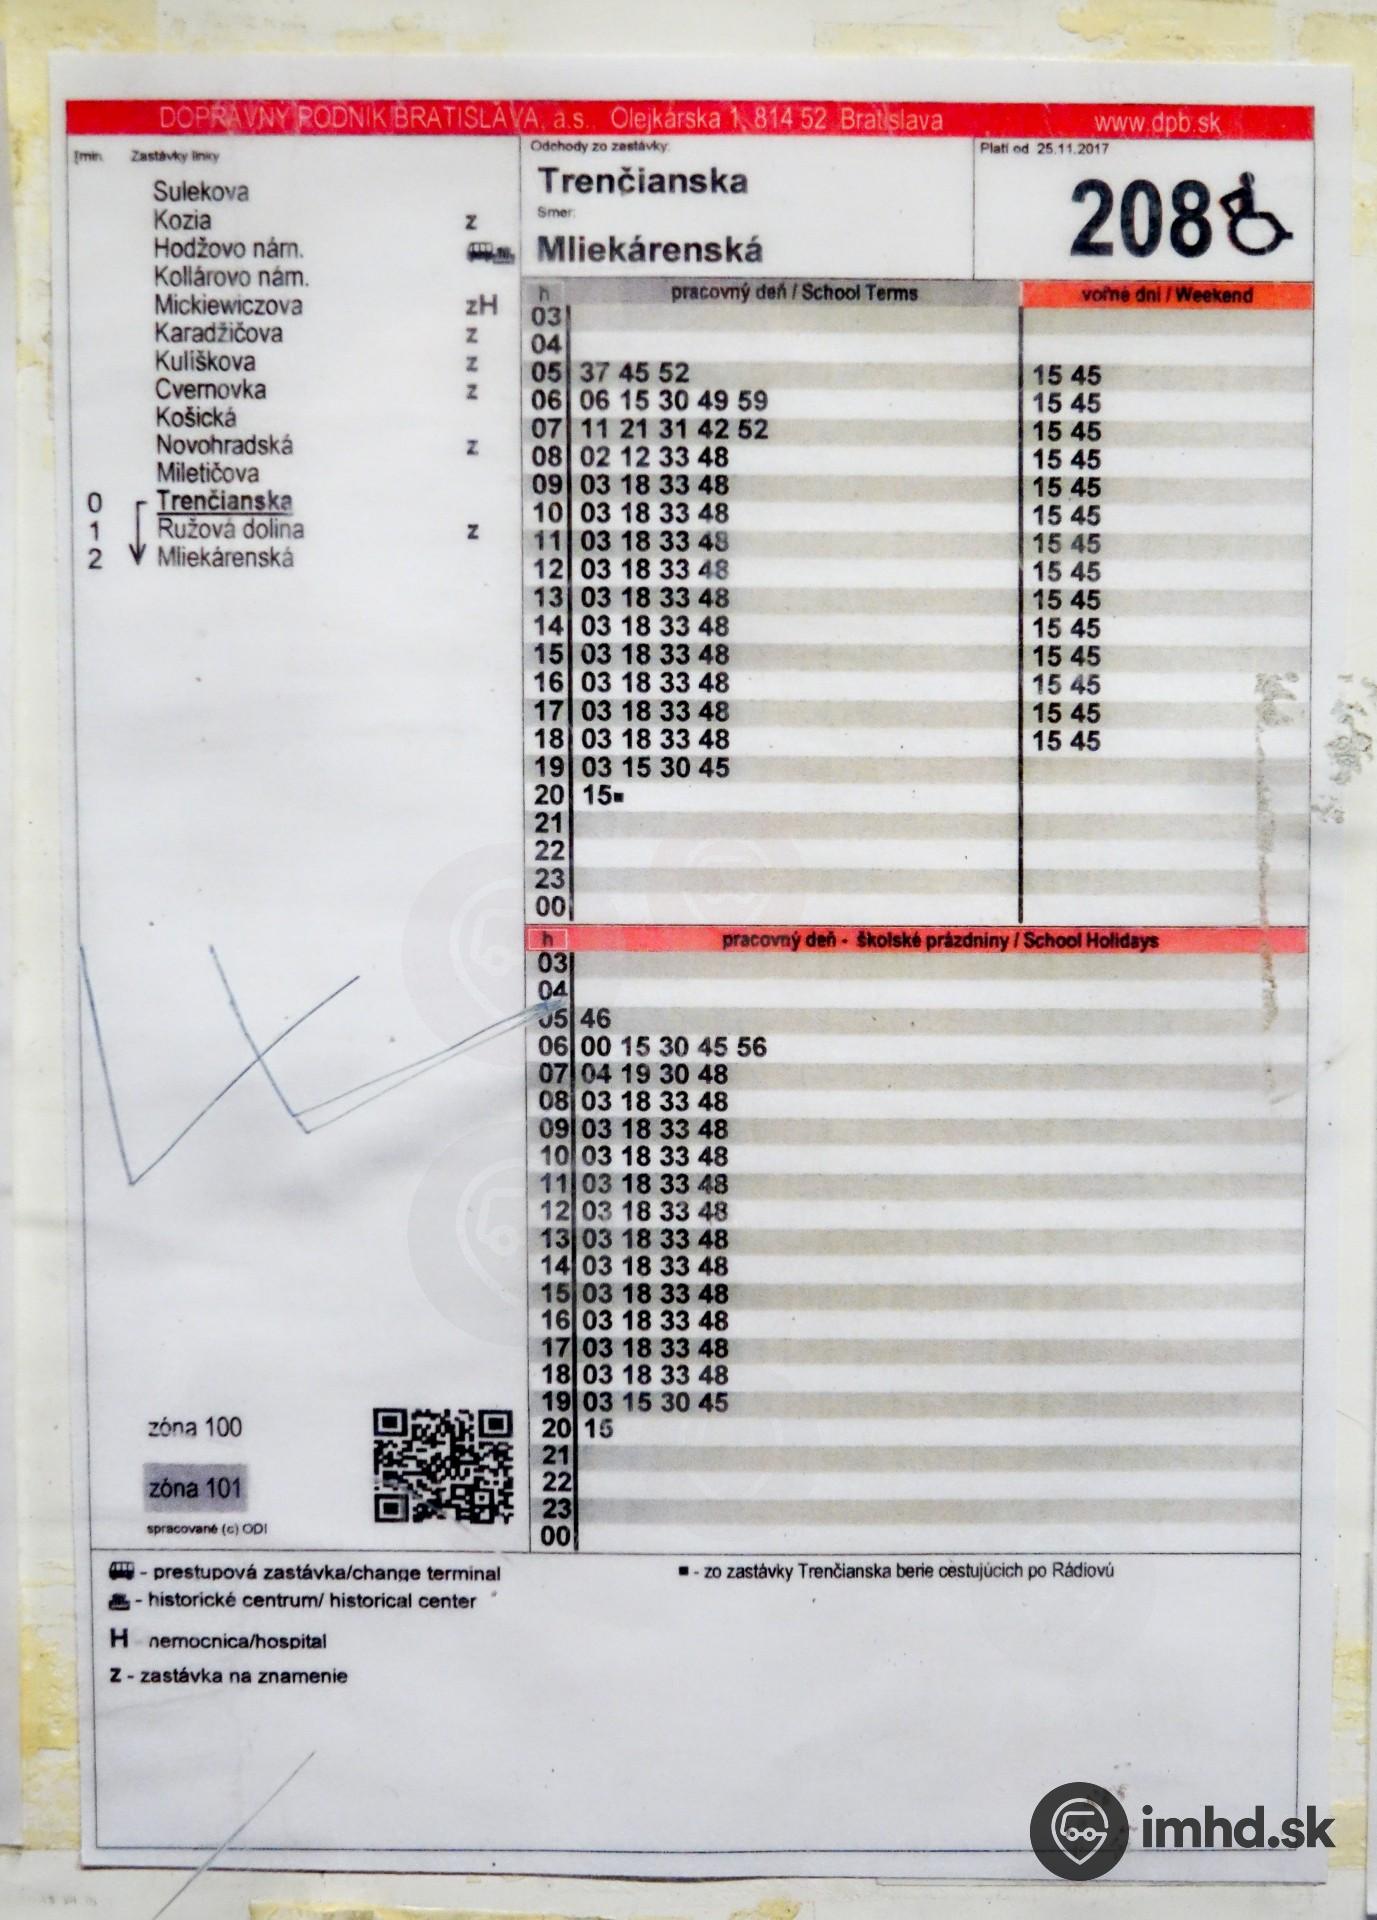 DOPRAVNÝ PODNIK BRATISLAVA, a.s., Olejkárska 1, 814 52 Bratislava www.dpb.sk
[min. Zastávky linky
Sulekova
Kozia z
Hodžovo nám.
Kollárovo nám.
Mickiewiczova zH
Karadžičova z
Kuliškova z
Cvernovka z
Košická
Novohradská z
Miletičova
0 Trenčianska
1 Ružová dolina z
2 Mliekárenská
Odchody zo zastávky:
Trenčianska
Smer:
Mliekárenská
Platí od 25.11.2017
208
h pracovný deň / School Terms voľné dni / Weekend
03
04
05 37 45 52 15 45
06 06 15 30 49 59 15 45
07 11 21 31 42 52 15 45
08 02 12 33 48 15 45
09 03 18 33 48 15 45
10 03 18 33 48 15 45
11 03 18 33 48 15 45
12 03 18 33 48 15 45
13 03 18 33 48 15 45
14 03 18 33 48 15 45
15 03 18 33 48 15 45
16 03 18 33 48 15 45
17 03 18 33 48 15 45
18 03 18 33 48 15 45
19 03 15 30 45
20 15▪
21
22
23
00
h pracovný deň - školské prázdniny / School Holidays
03
04
05 46
06 00 15 30 45 56
07 04 19 30 48
08 03 18 33 48
09 03 18 33 48
10 03 18 33 48
11 03 18 33 48
12 03 18 33 48
13 03 18 33 48
14 03 18 33 48
15 03 18 33 48
16 03 18 33 48
17 03 18 33 48
18 03 18 33 48
19 03 15 30 45
20 15
21
22
23
00
zóna 100
zóna 101
spracované (c) ODI
- prestupová zastávka/change terminal
- historické centrum/ historical center
H nemocnica/hospital
z - zastávka na znamenie
▪ - zo zastávky Trenčianska berie cestujúcich po Rádiovú
imhd.sk